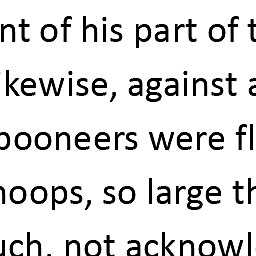 nt of his part of t
kewise, against a
pooneers were fl
hoops, so large th
uch, not acknowl